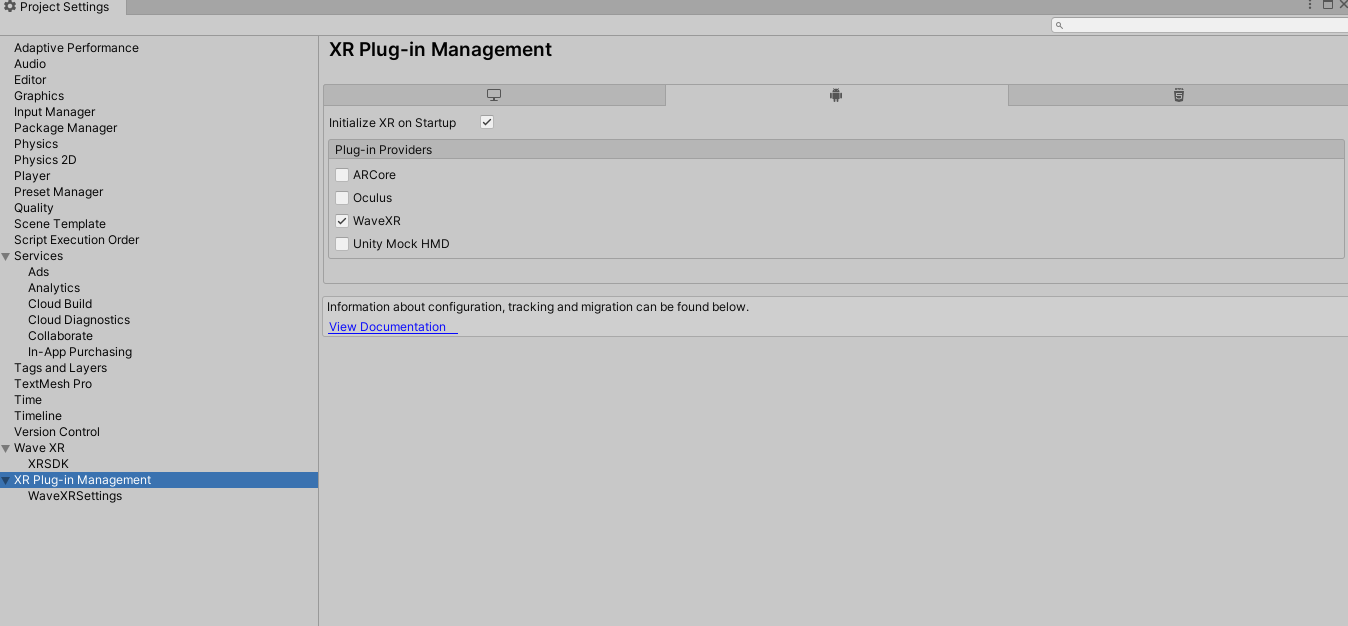 Project Settings
Adaptive Performance
Audio
Editor
Graphics
Input Manager
Package Manager
Physics
Physics 2D
Player
Preset Manager
Quality
Scene Template
Script Execution Order
Services
Ads
Analytics
Cloud Build
Cloud Diagnostics
Collaborate
In-App Purchasing
Tags and Layers
TextMesh Pro
Time
Timeline
Version Control
Wave XR
XRSDK
XR Plug-in Management
WaveXRSettings
XR Plug-in Management
Initialize XR on Startup
Plug-in Providers
ARCore
Oculus
WaveXR
Unity Mock HMD
Information about configuration, tracking and migration can be found below.
View Documentation